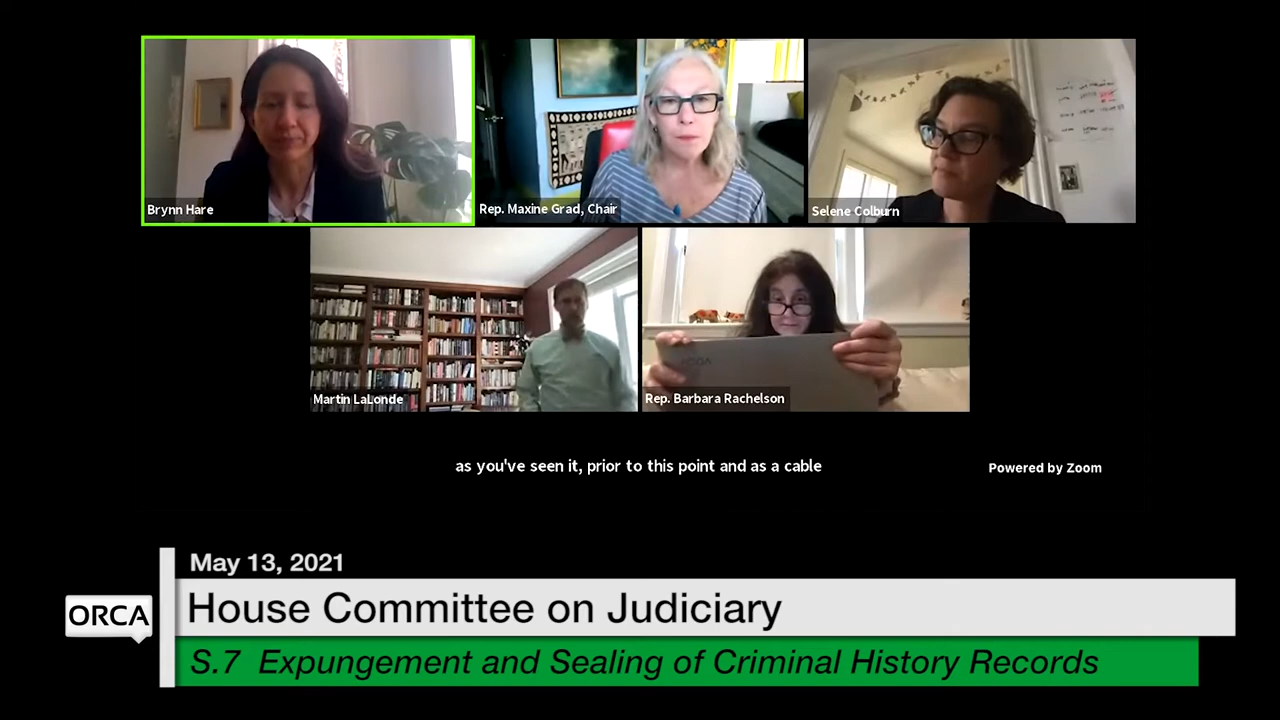 Brynn Hare
Rep. Maxine Grad, Chair
Selene Colburn
Martin LaLonde
Rep. Barbara Rachelson
as you've seen it, prior to this point and as a cable
Powered by Zoom
May 13, 2021
House Committee on Judiciary
ORCA
S.7 Expungement and Sealing of Criminal History Records